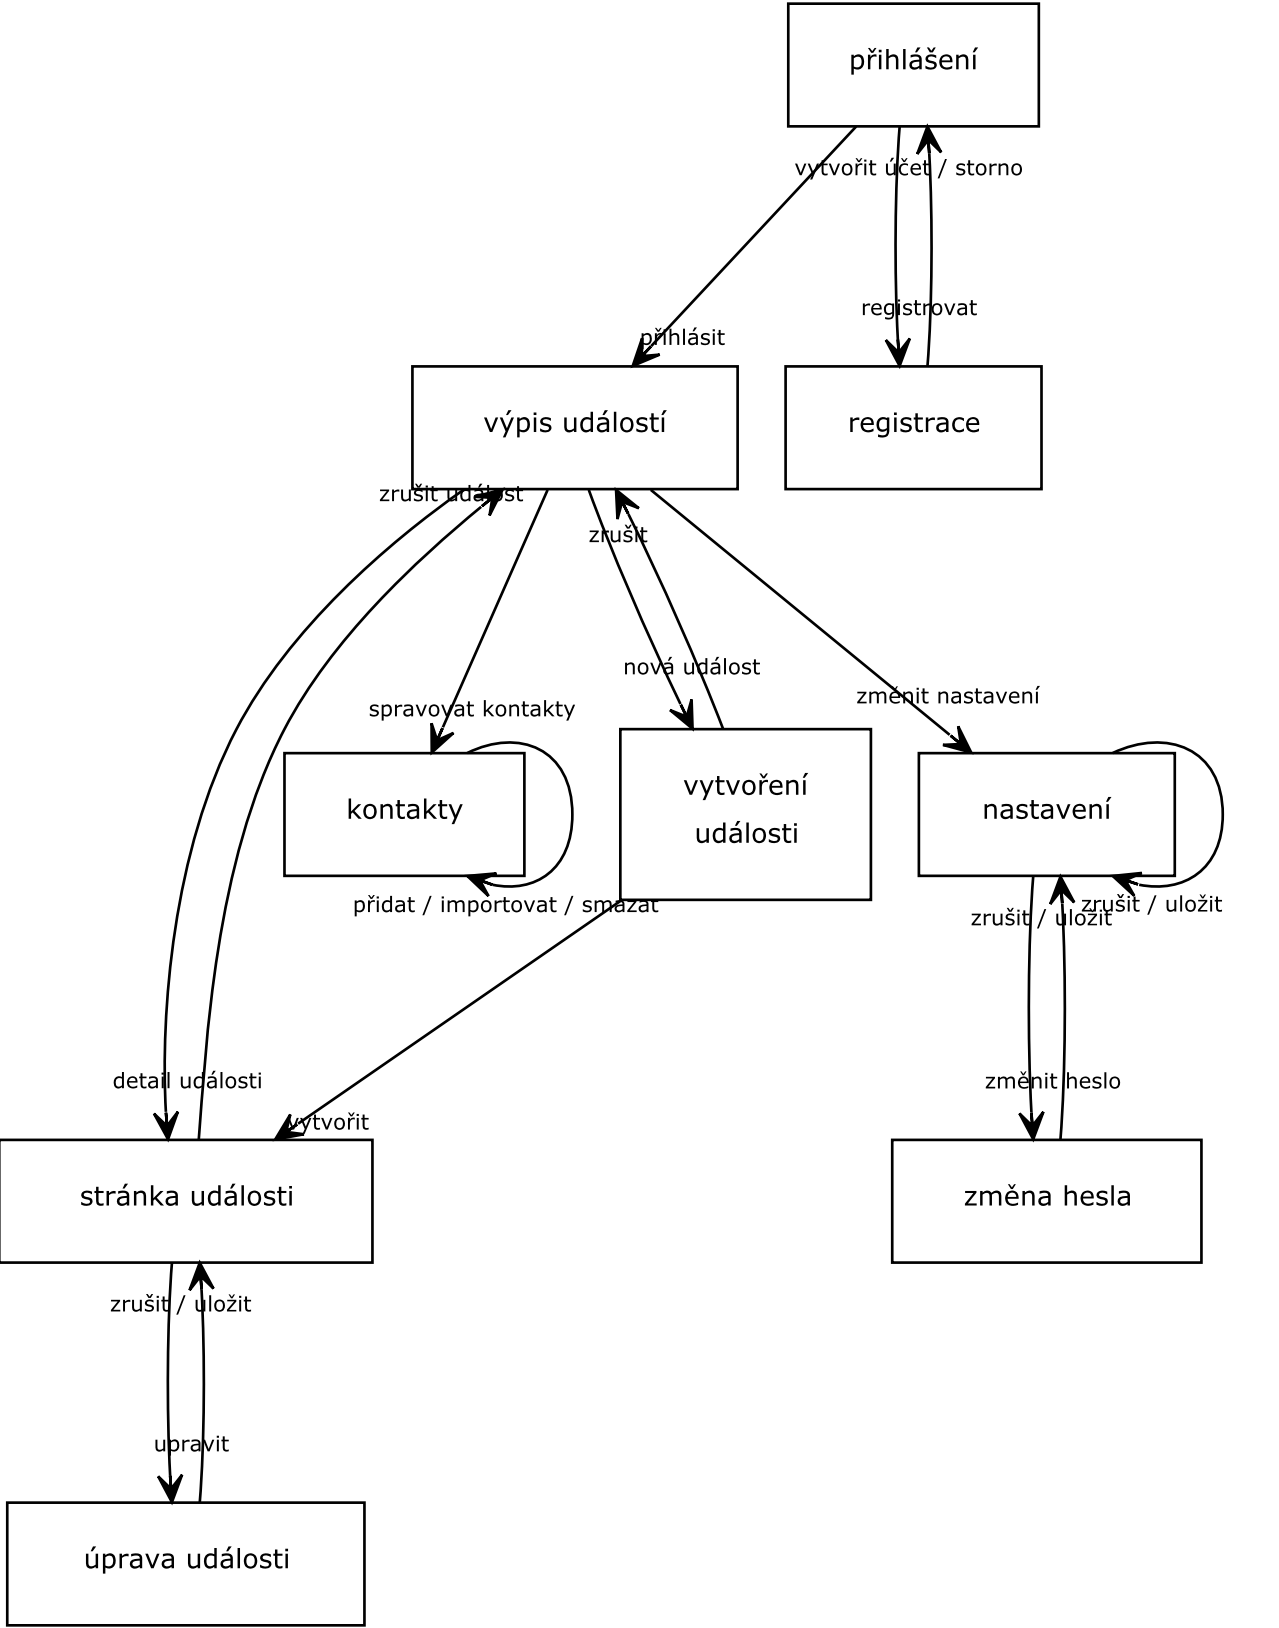 přihlášení
vytvořit účet / storno
registrovat
přihlásit
výpis událostí
registrace
zrušit událost
zrušit
nová událost
změnit nastavení
spravovat kontakty
vytvoření
události
kontakty
nastavení
přidat / importovat / smazat
zrušit / uložit
zrušit / uložit
detail události
změnit heslo
vytvořit
stránka události
změna hesla
zrušit / uložit
upravit
úprava události